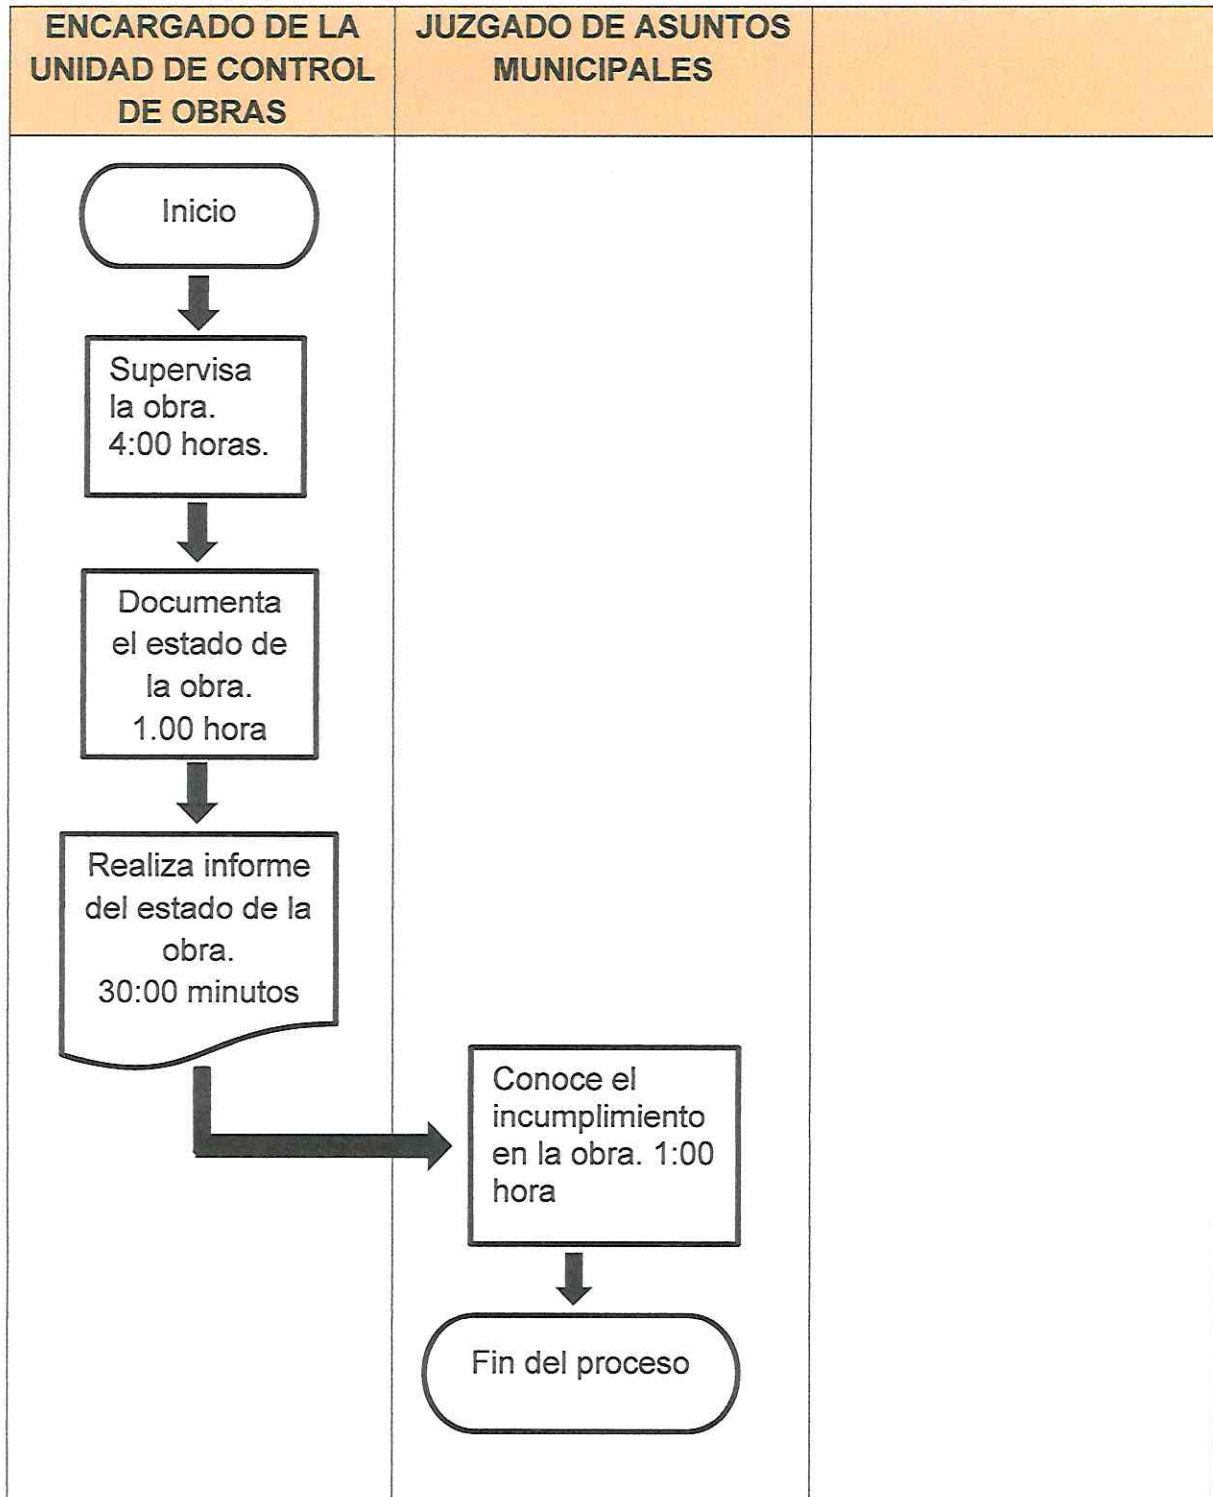 ENCARGADO DE LA
UNIDAD DE CONTROL
DE OBRAS
JUZGADO DE ASUNTOS
MUNICIPALES
Inicio
Supervisa
la obra.
4:00 horas.
Documenta
el estado de
la obra.
1.00 hora
Realiza informe
del estado de la
obra.
30:00 minutos
Conoce el
incumplimiento
en la obra. 1:00
hora
Fin del proceso